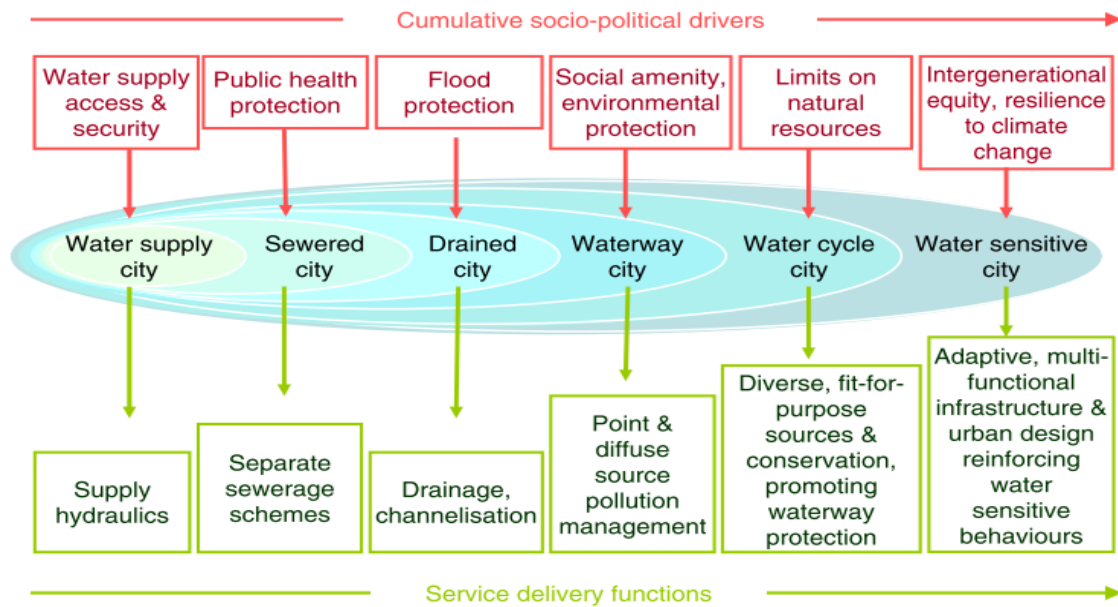 Cumulative socio-political drivers
Water supply
access &
security
Public health
protection
Flood
protection
Social amenity,
environmental
protection
Limits on
natural
resources
Intergenerational
equity, resilience
to climate
change
Water supply
city
Sewered
city
Drained
city
Waterway
city
Water cycle
city
Water sensitive
city
Supply
hydraulics
Separate
sewerage
schemes
Drainage,
channelisation
Point &
diffuse
source
pollution
management
Diverse, fit-for-
purpose
sources &
conservation,
promoting
waterway
protection
Adaptive, multi-
functional
infrastructure &
urban design
reinforcing
water
sensitive
behaviours
Service delivery functions